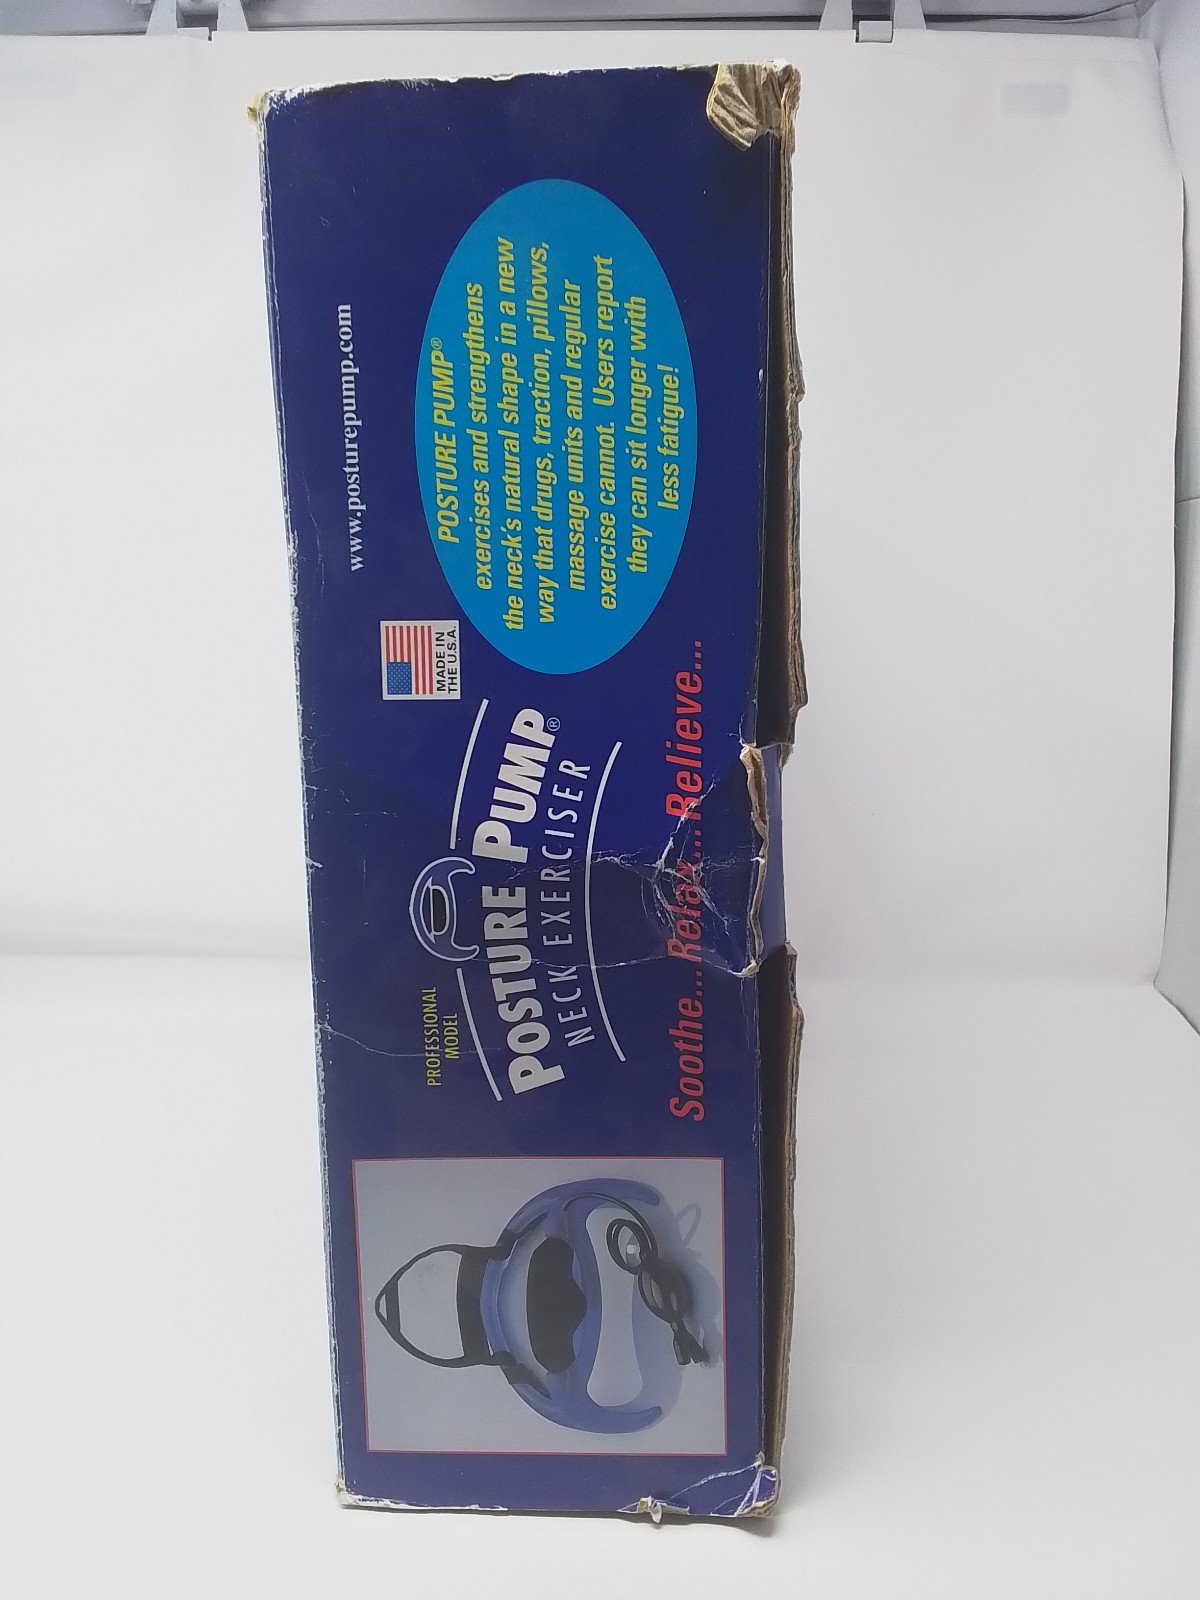 PROFESSIONAL
MODEL
POSTURE PUMP®
NECK EXERCISER
Soothe...Relax...Relieve...
MADE IN
THE U.S.A.
www.posturepump.com
POSTURE PUMP®
exercises and strengthens
the neck's natural shape in a new
way that drugs, traction, pillows,
massage units and regular
exercise cannot. Users report
they can sit longer with
less fatigue!